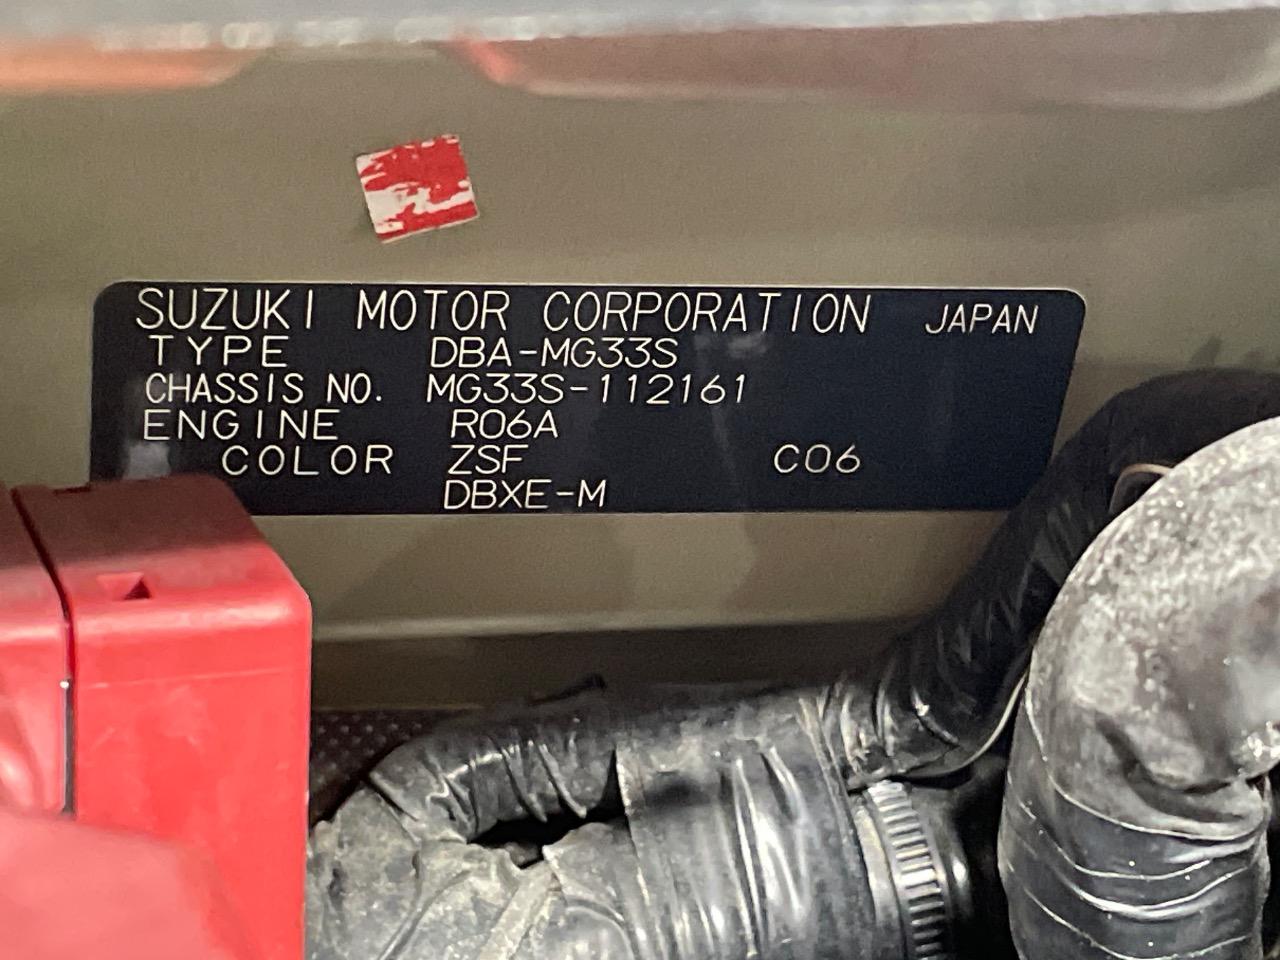 SUZUKI MOTOR CORPORATION JAPAN
TYPE DBA-MG33S
CHASSIS NO. MG33S-112161
ENGINE R06A
COLOR ZSF C06
DBXE-M